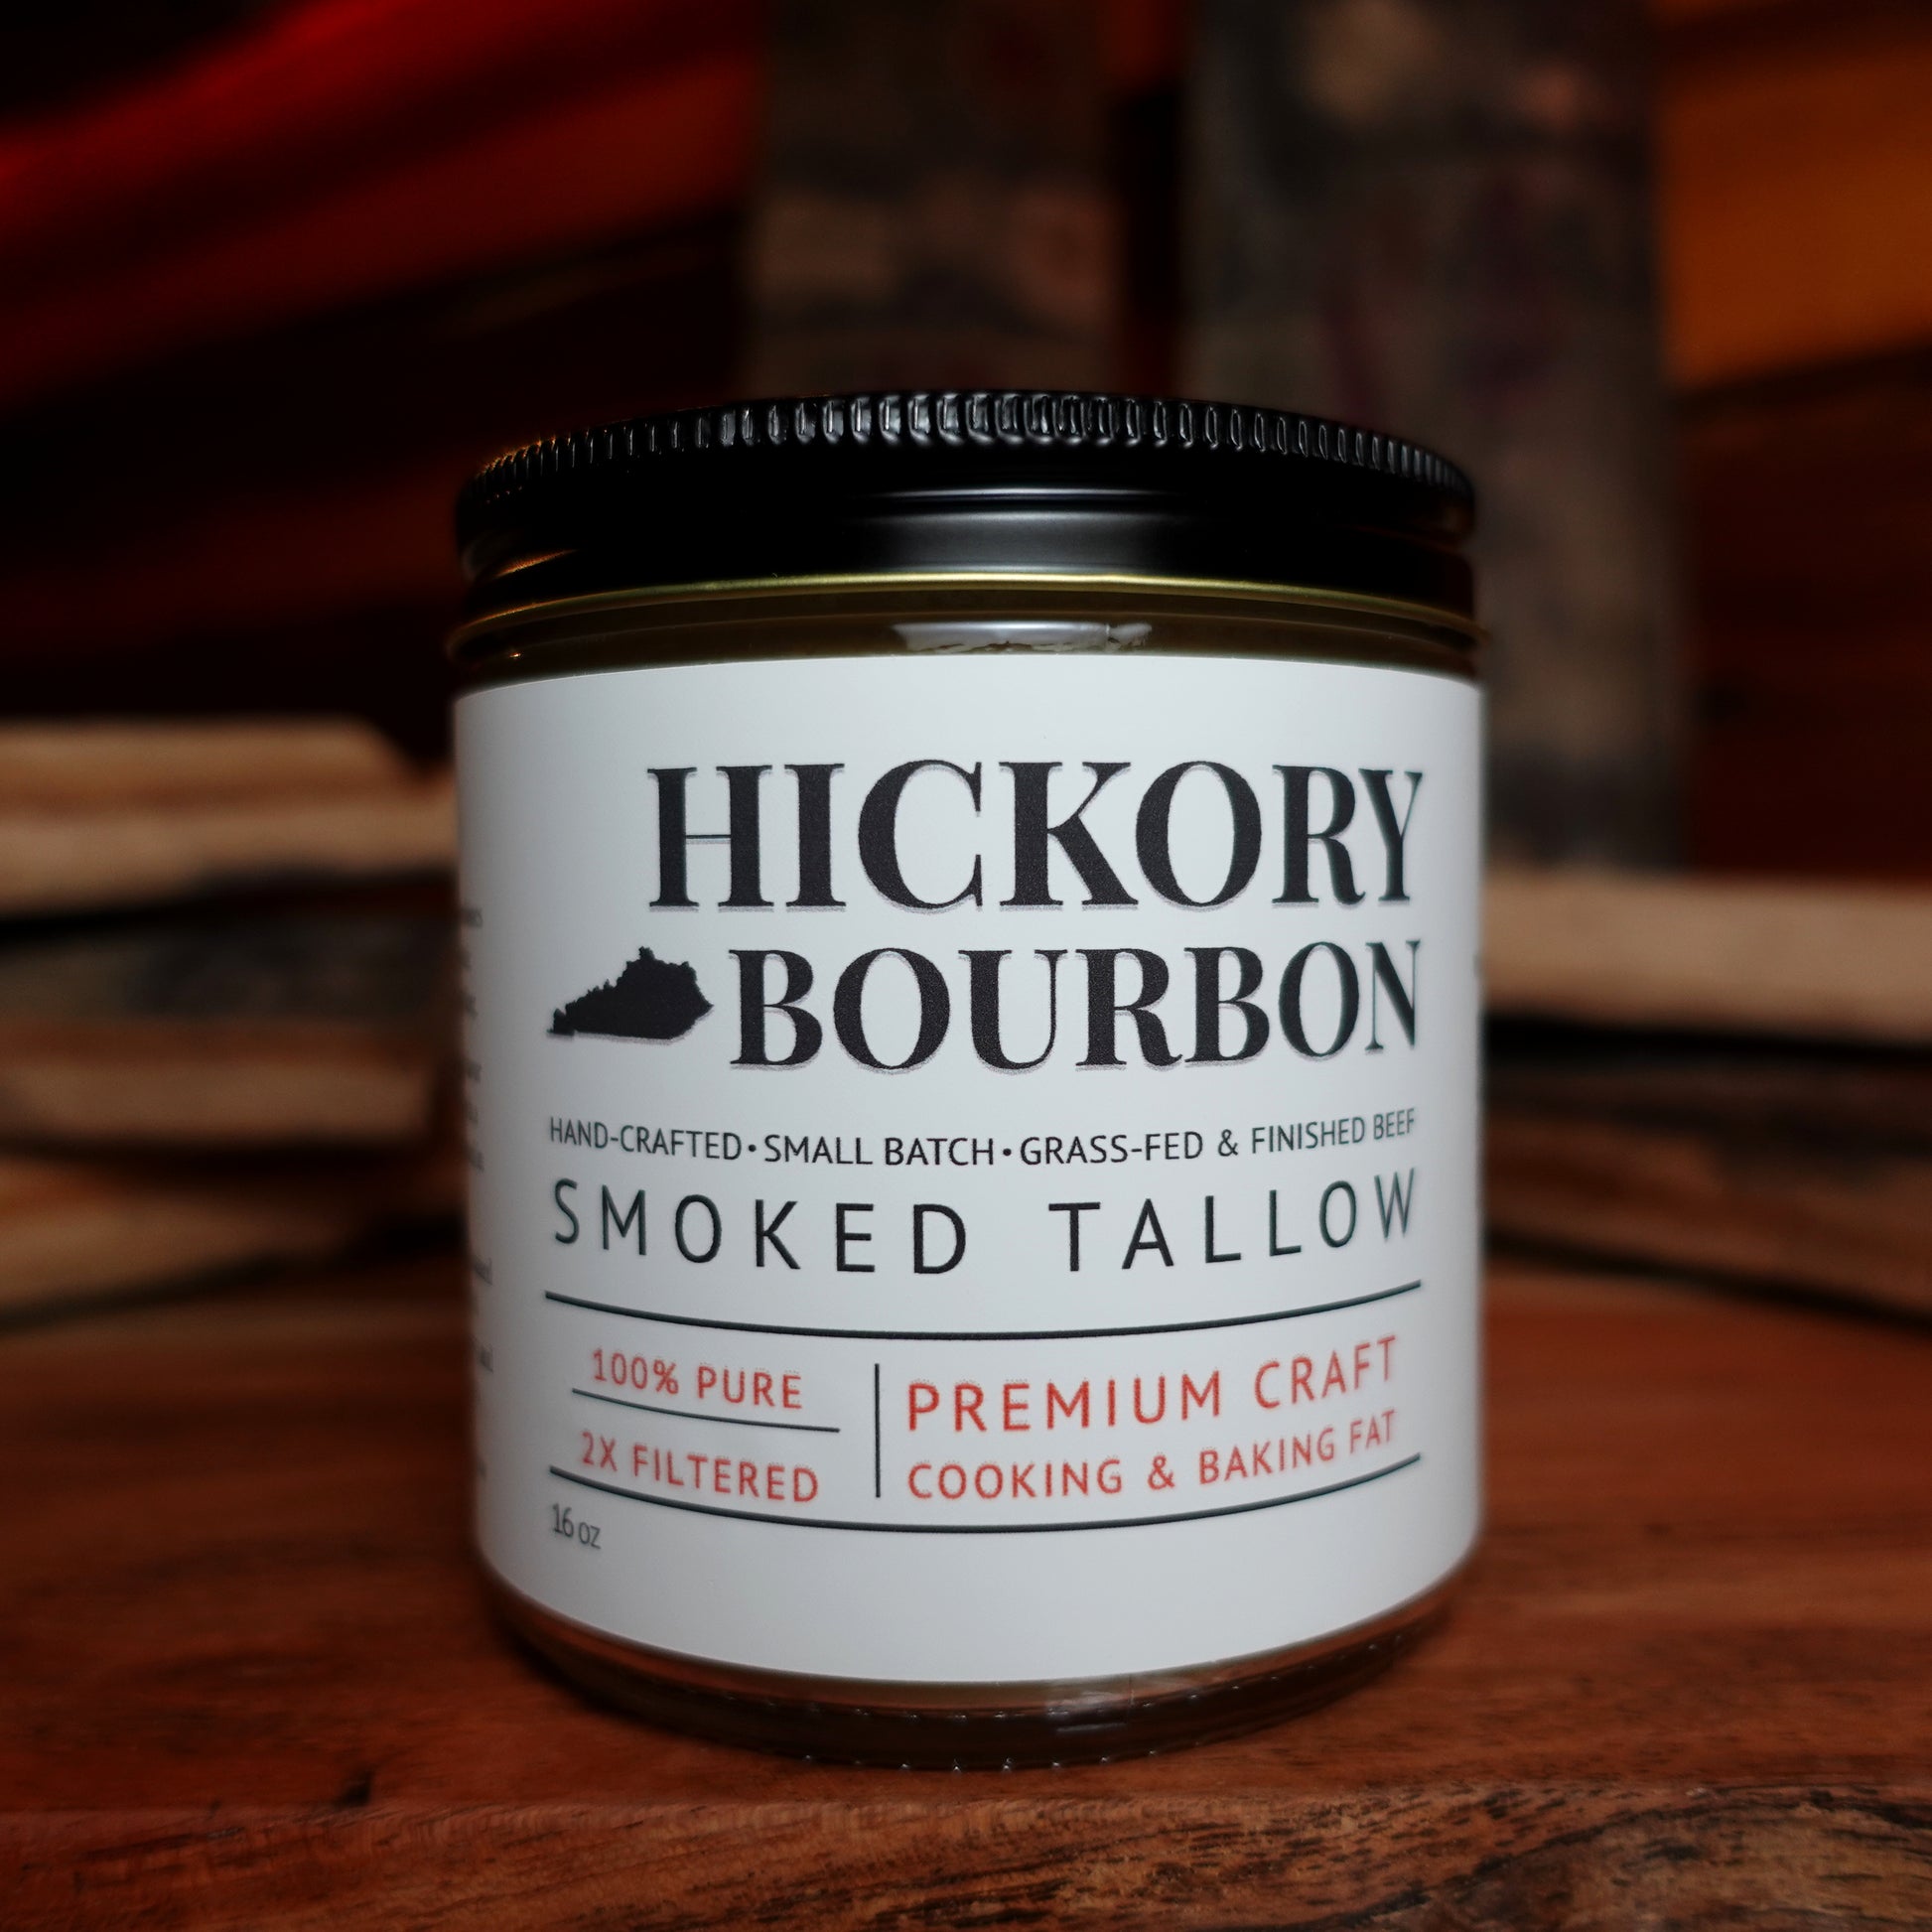 HICKORY
BOURBON
HAND-CRAFTED • SMALL BATCH • GRASS-FED & FINISHED BEEF
SMOKED TALLOW
100% PURE
2X FILTERED
PREMIUM CRAFT
COOKING & BAKING FAT
16 oz